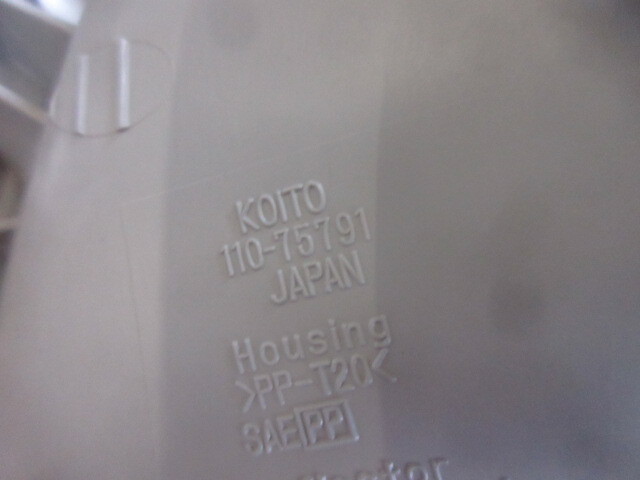 KOITO
110-75791
JAPAN
Housing
>PP-T20<
SAE PP